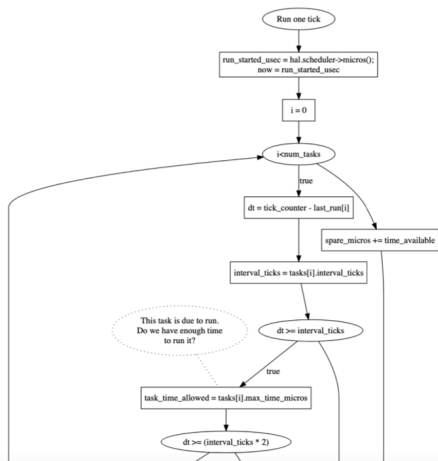 Run one tick
run_started_usec = hal.scheduler->micros();
now = run_started_usec
i = 0
i<num_tasks
true
dt = tick_counter - last_run[i]
spare_micros += time_available
interval_ticks = tasks[i].interval_ticks
This task is due to run.
Do we have enough time
to run it?
dt >= interval_ticks
true
task_time_allowed = tasks[i].max_time_micros
dt >= (interval_ticks * 2)